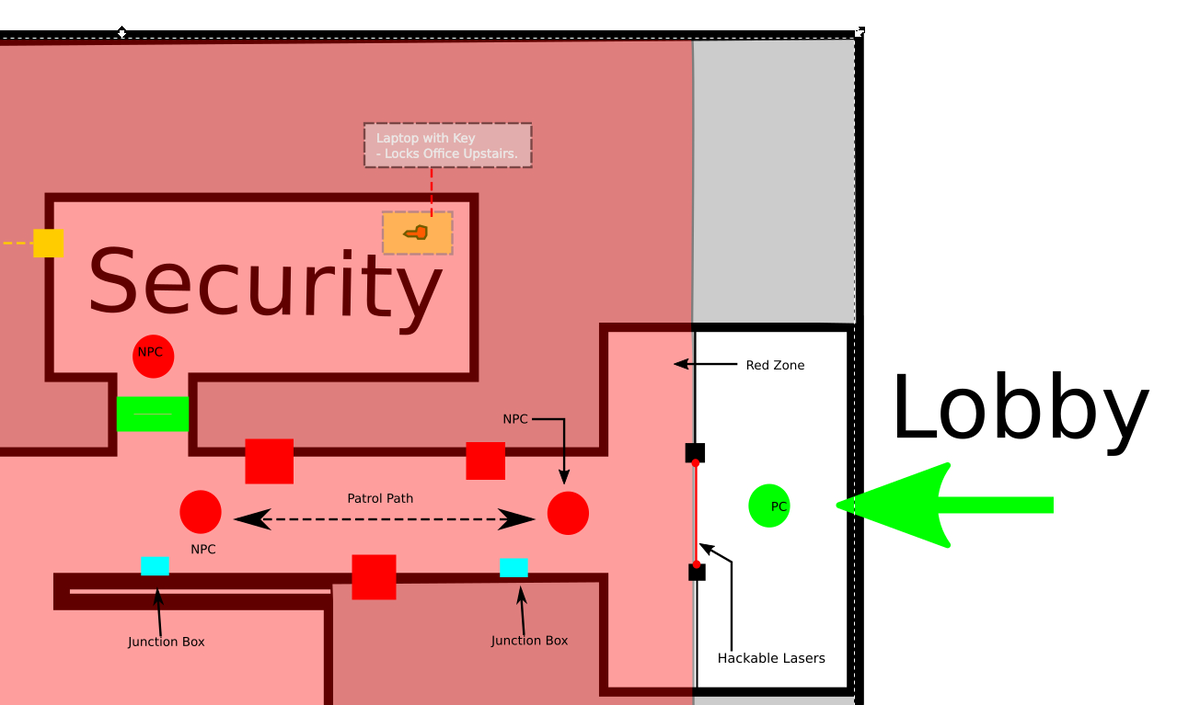 Laptop with Key
- Locks Office Upstairs.
Security
NPC
Red Zone
Lobby
NPC
Patrol Path
PC
NPC
Junction Box
Junction Box
Hackable Lasers